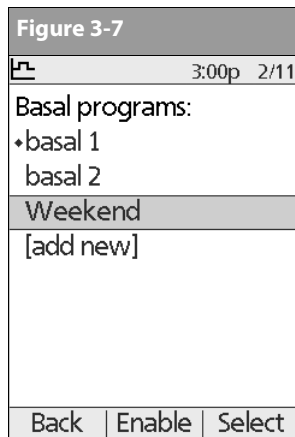 Figure 3-7
3:00p 2/11
Basal programs:
◆basal 1
basal 2
Weekend
[add new]
Back | Enable | Select